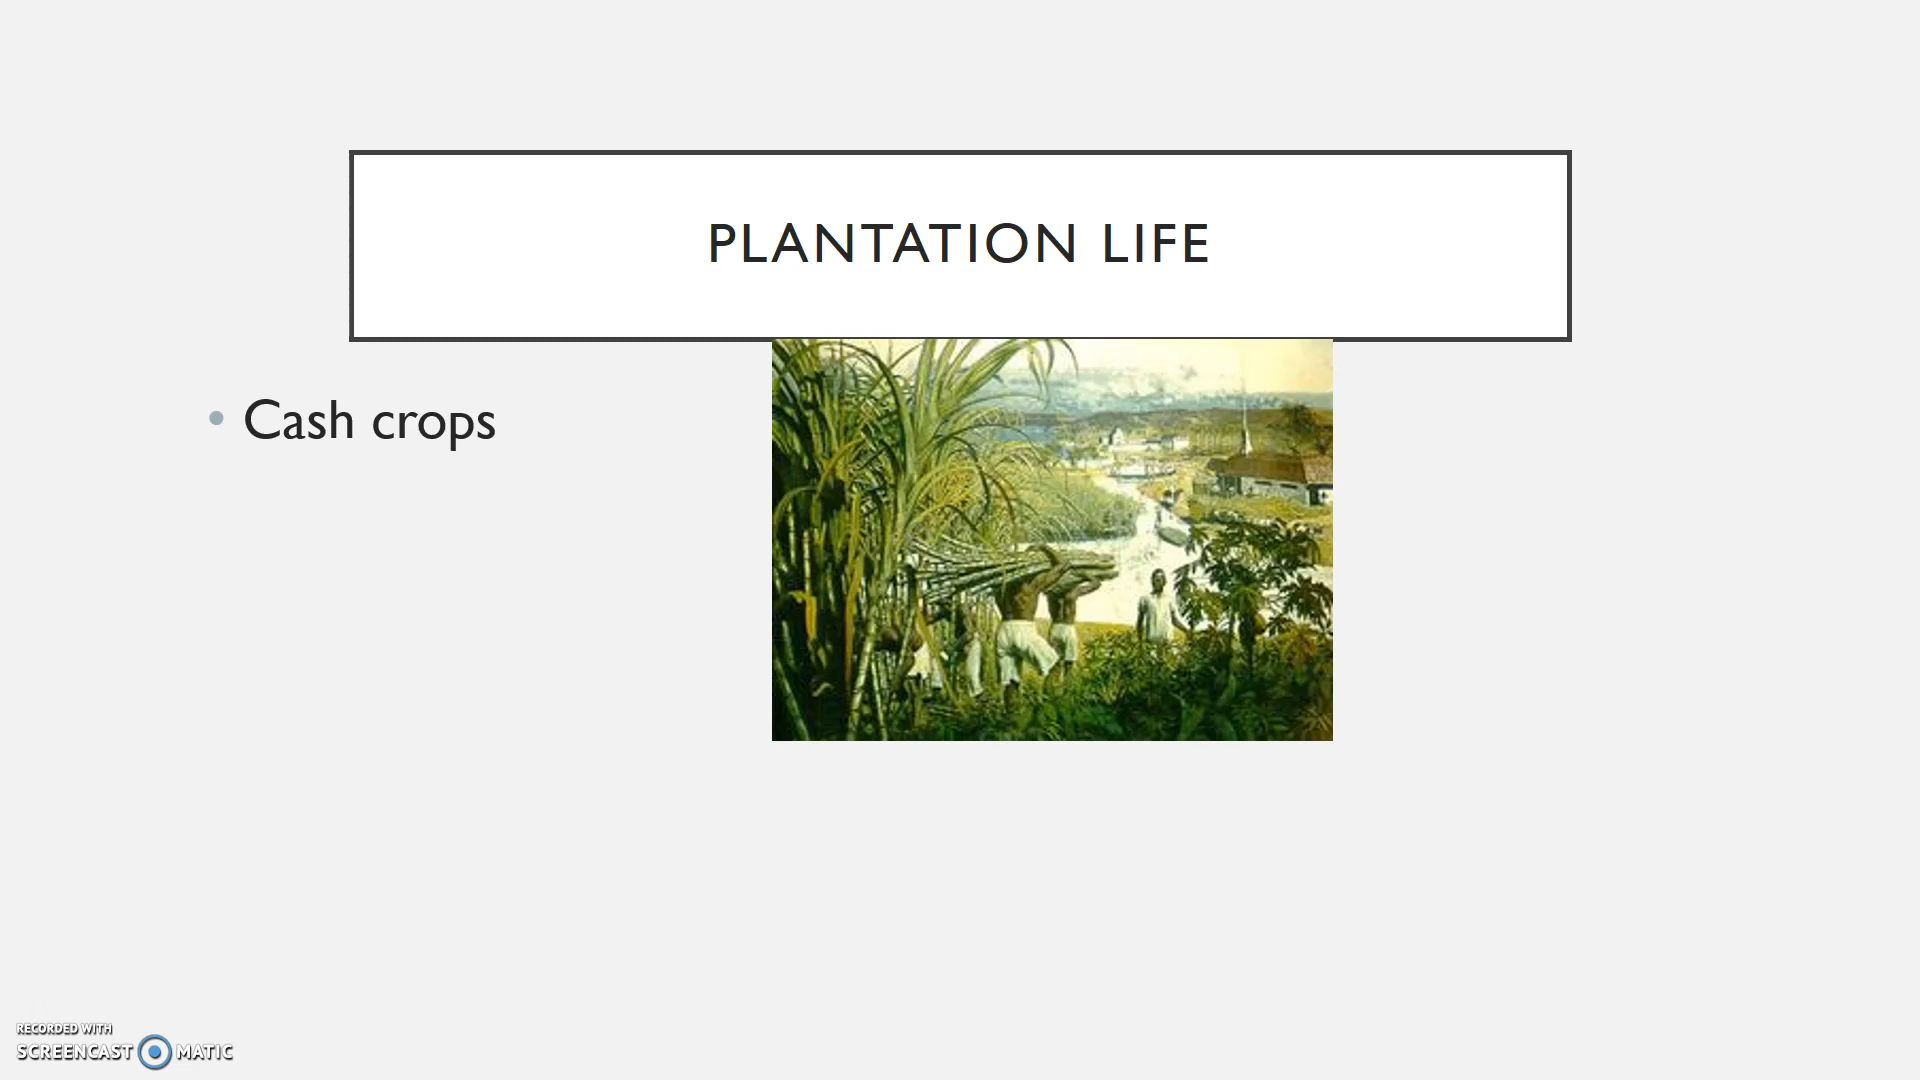 PLANTATION LIFE
• Cash crops
RECORDED WITH
SCREENCAST MATIC